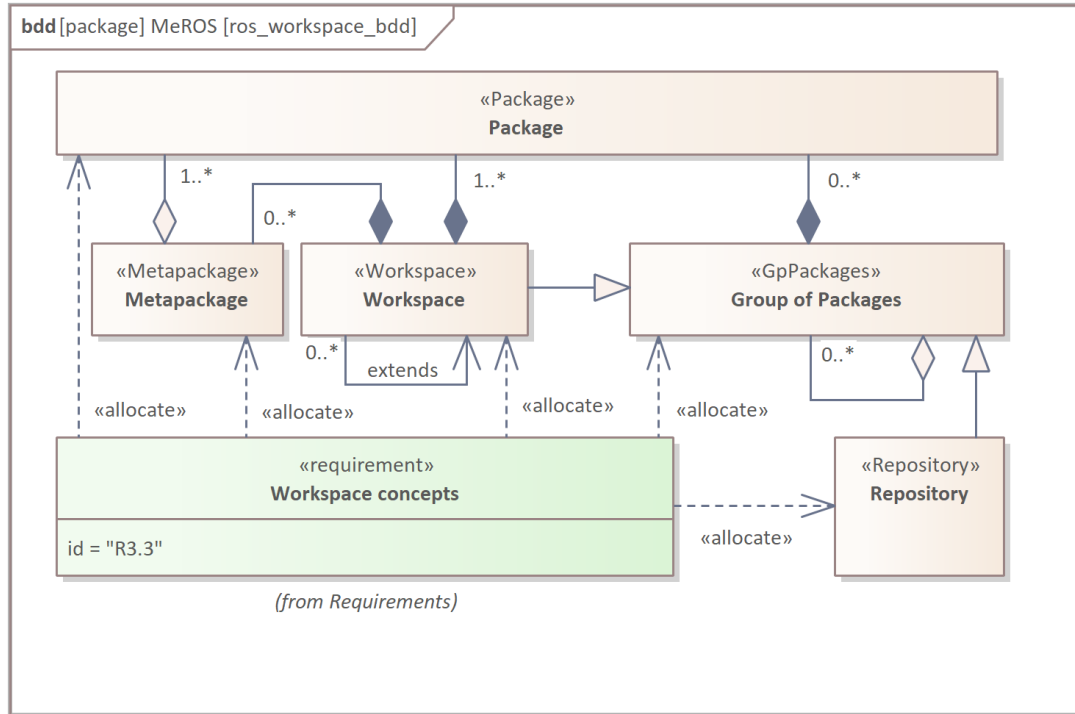 bdd [package] MeROS [ros_workspace_bdd]
«Package»
Package
1..*
1..*
0..*
0..*
«Metapackage»
Metapackage
«Workspace»
Workspace
«GpPackages»
Group of Packages
0..*
extends
0..*
«allocate»
«allocate»
«allocate»
«allocate»
«requirement»
Workspace concepts
id = "R3.3"
«Repository»
Repository
«allocate»
(from Requirements)